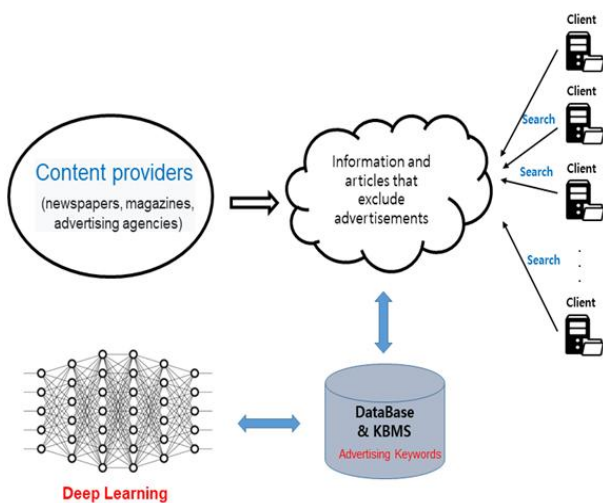 Content providers
(newspapers, magazines,
advertising agencies)
Information and
articles that
exclude
advertisements
Client
Client
Search
Client
Search
Search
Client
DataBase
& KBMS
Advertising Keywords
Deep Learning